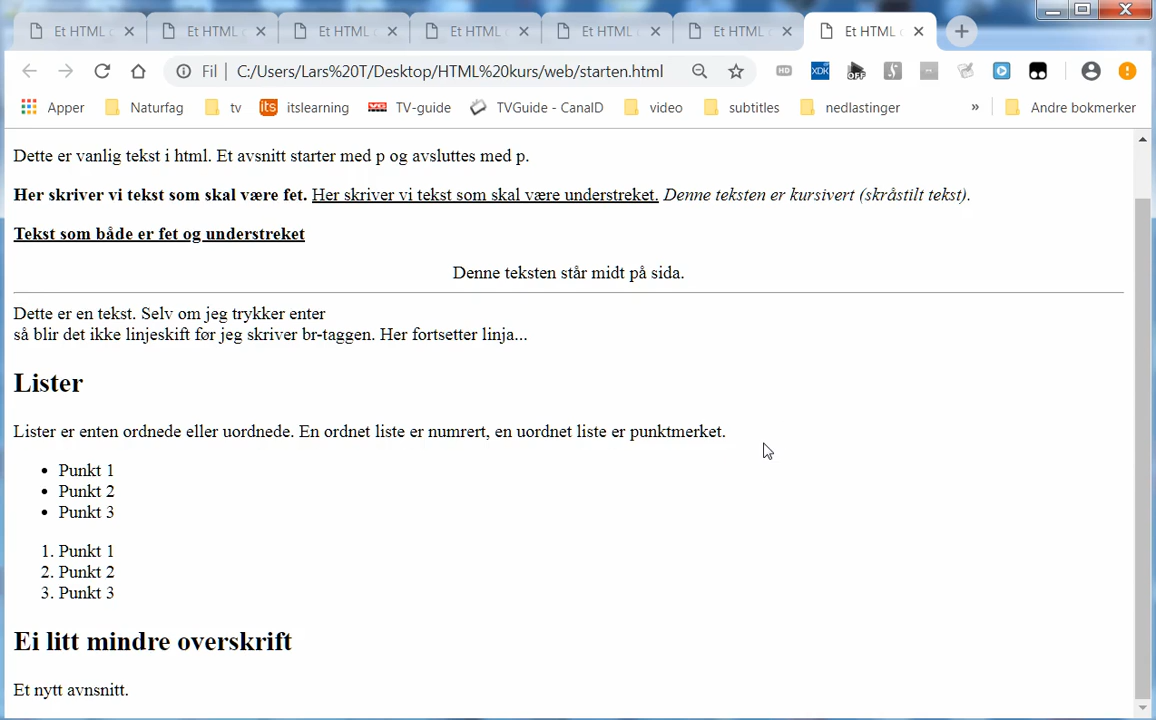 Et HTML Et HTML Et HTML Et HTML Et HTML Et HTML Et HTML
Fil C:/Users/Lars%20T/Desktop/HTML%20kurs/web/starten.html HD XDK OFF
Apper Naturfag tv its itslearning TV-guide TVGuide - CanalD video subtitles nedlastinger » Andre bokmerker
Dette er vanlig tekst i html. Et avsnitt starter med p og avsluttes med p.
Her skriver vi tekst som skal være fet. Her skriver vi tekst som skal være understreket. Denne teksten er kursivert (skråstilt tekst).
Tekst som både er fet og understreket
Denne teksten står midt på sida.
Dette er en tekst. Selv om jeg trykker enter
så blir det ikke linjeskift før jeg skriver br-taggen. Her fortsetter linja...
Lister
Lister er enten ordnede eller uordnede. En ordnet liste er numrert, en uordnet liste er punktmerket.
• Punkt 1
• Punkt 2
• Punkt 3
1. Punkt 1
2. Punkt 2
3. Punkt 3
Ei litt mindre overskrift
Et nytt avnsnitt.